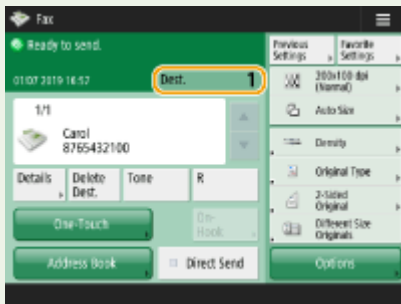 Fax
Ready to send.
01/07 2019 16:52
Dest. 1
1/1
Carol
8765432100
Details
Delete Dest.
Tone
R
One-Touch
On-Hook
Address Book
Direct Send
Previous Settings
Favorite Settings
200x100 dpi
(Normal)
Auto Size
Density
Original Type
2-Sided
Original
Different Size
Originals
Options